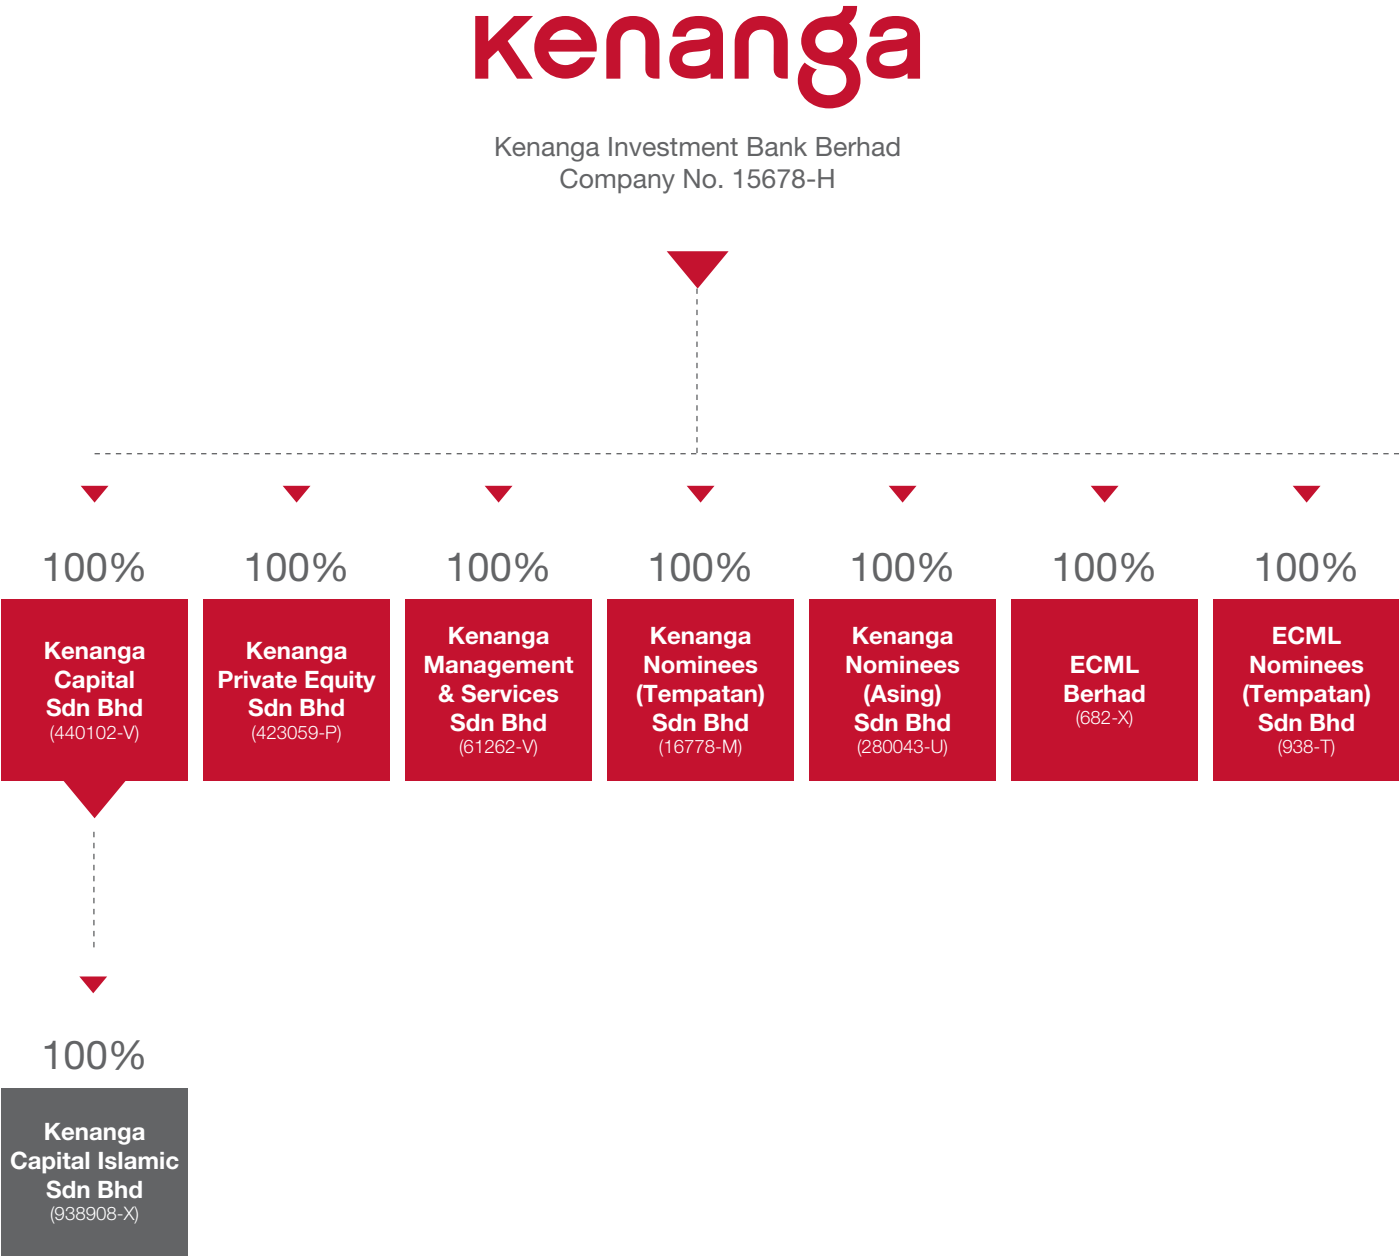 kenanga
Kenanga Investment Bank Berhad
Company No. 15678-H
100%
100%
100%
100%
100%
100%
100%
Kenanga
Capital
Sdn Bhd
(440102-V)
Kenanga
Private Equity
Sdn Bhd
(423059-P)
Kenanga
Management
& Services
Sdn Bhd
(61262-V)
Kenanga
Nominees
(Tempatan)
Sdn Bhd
(16778-M)
Kenanga
Nominees
(Asing)
Sdn Bhd
(280043-U)
ECML
Berhad
(682-X)
ECML
Nominees
(Tempatan)
Sdn Bhd
(938-T)
100%
Kenanga
Capital Islamic
Sdn Bhd
(938908-X)